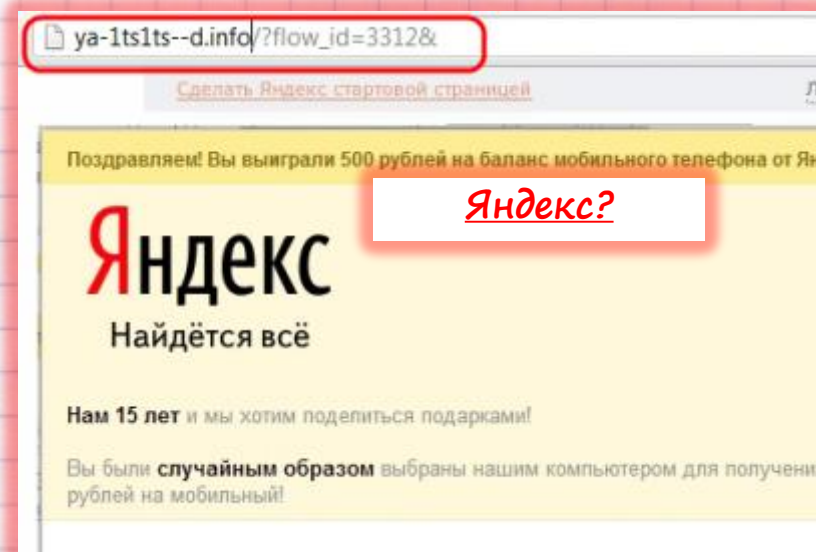 ya-1ts1ts--d.info/?flow_id=3312&
Сделать Яндекс стартовой страницей
Поздравляем! Вы выиграли 500 рублей на баланс мобильного телефона от Ян
Яндекс?
Яндекс
Найдётся всё
Нам 15 лет и мы хотим поделиться подарками!
Вы были случайным образом выбраны нашим компьютером для получени
рублей на мобильный!